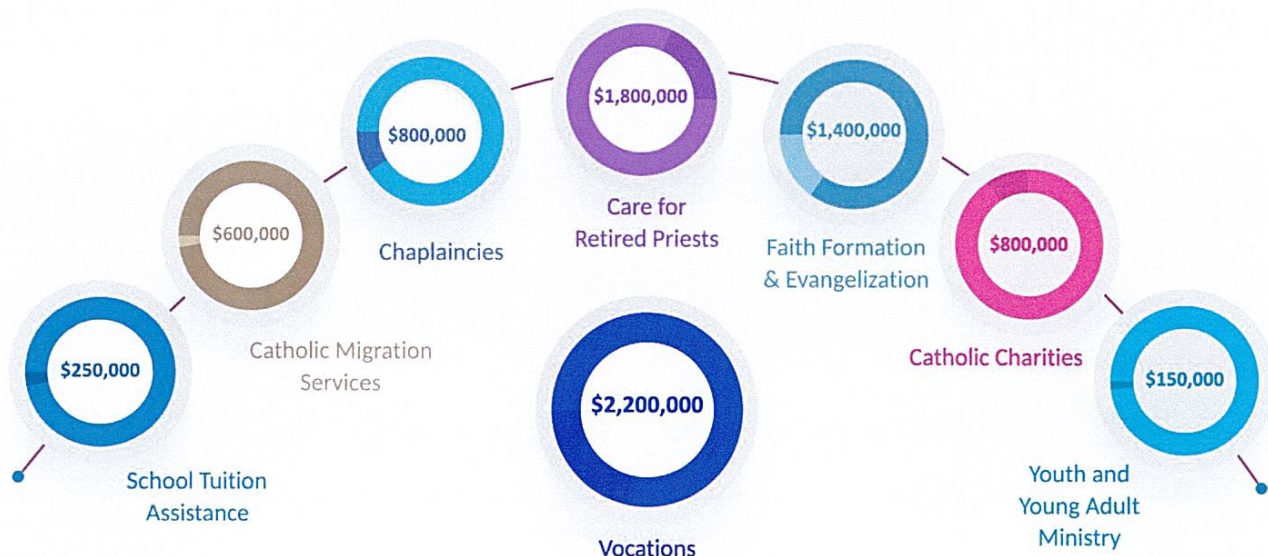 $250,000
School Tuition
Assistance
$600,000
Catholic Migration
Services
$800,000
Chaplaincies
$1,800,000
Care for
Retired Priests
$1,400,000
Faith Formation
& Evangelization
$800,000
Catholic Charities
$150,000
Youth and
Young Adult
Ministry
$2,200,000
Vocations